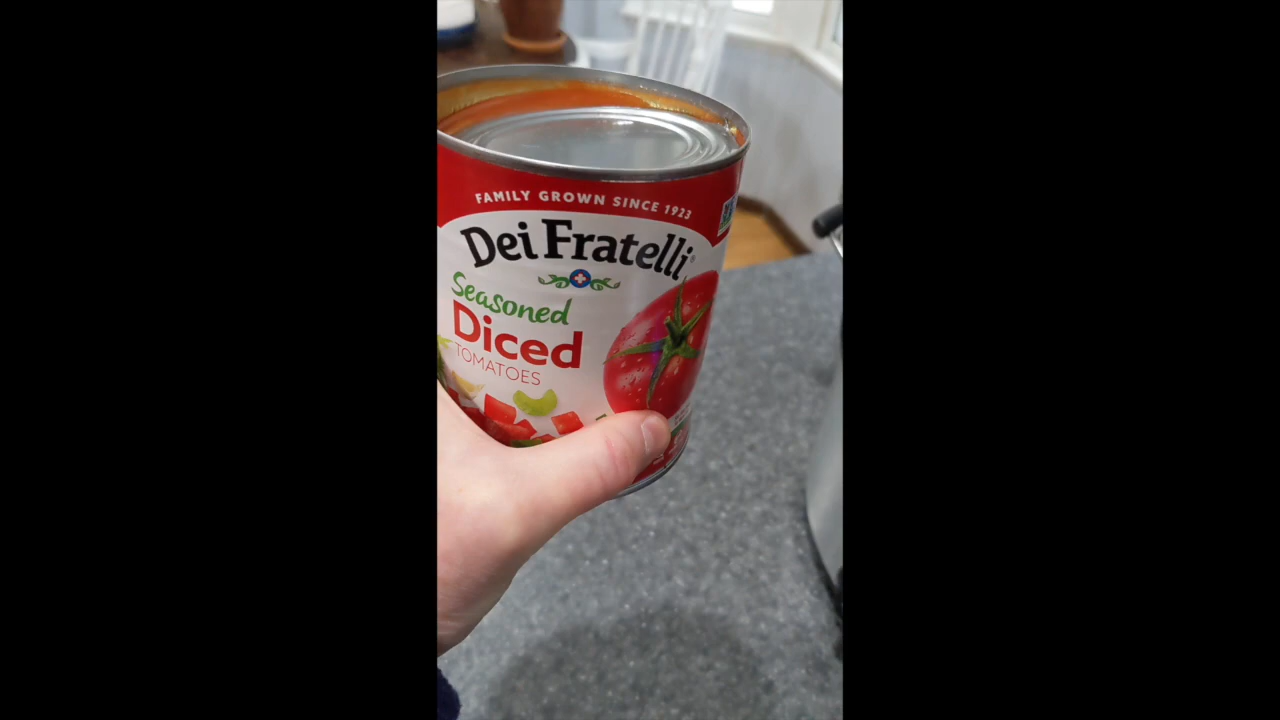 FAMILY GROWN SINCE 1923
Dei Fratelli®
Seasoned
Diced
TOMATOES